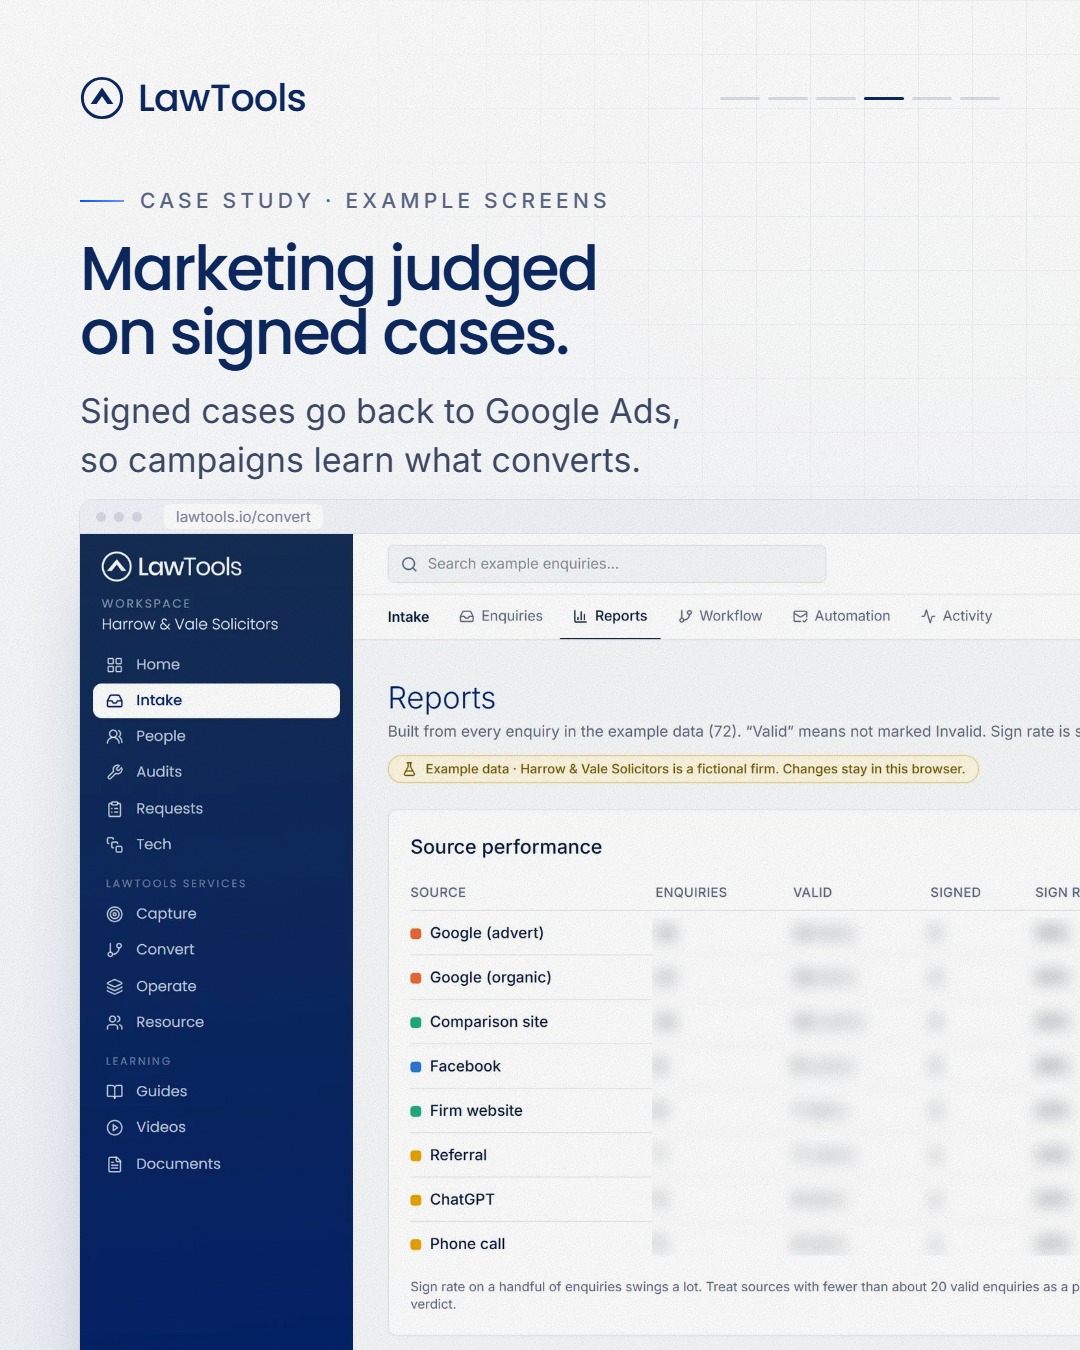 LawTools
CASE STUDY · EXAMPLE SCREENS
Marketing judged
on signed cases.
Signed cases go back to Google Ads,
so campaigns learn what converts.
lawtools.io/convert
LawTools
WORKSPACE
Harrow & Vale Solicitors
Home
Intake
People
Audits
Requests
Tech
LAWTOOLS SERVICES
Capture
Convert
Operate
Resource
LEARNING
Guides
Videos
Documents
Search example enquiries...
Intake Enquiries Reports Workflow Automation Activity
Reports
Built from every enquiry in the example data (72). “Valid” means not marked Invalid. Sign rate is
Example data · Harrow & Vale Solicitors is a fictional firm. Changes stay in this browser.
Source performance
SOURCE ENQUIRIES VALID SIGNED SIGN
Google (advert)
Google (organic)
Comparison site
Facebook
Firm website
Referral
ChatGPT
Phone call
Sign rate on a handful of enquiries swings a lot. Treat sources with fewer than about 20 valid enquiries as a
verdict.